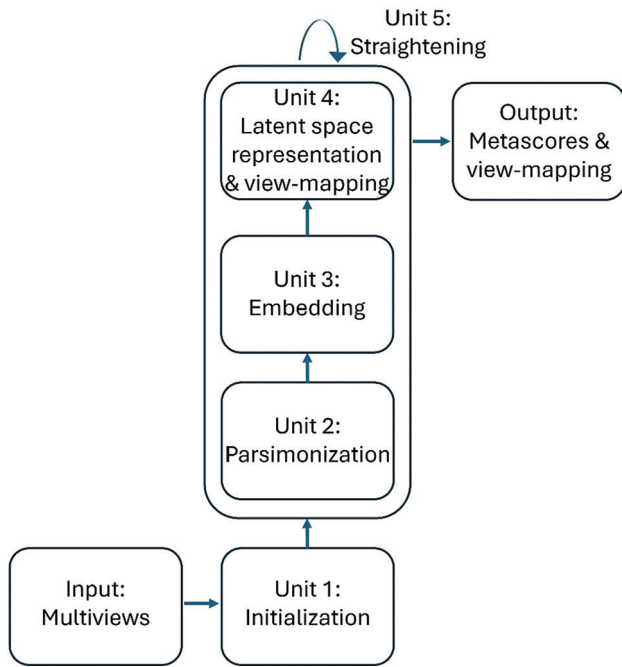 Unit 5:
Straightening
Unit 4:
Latent space
representation
& view-mapping
Output:
Metascores &
view-mapping
Unit 3:
Embedding
Unit 2:
Parsimonization
Input:
Multiviews
Unit 1:
Initialization